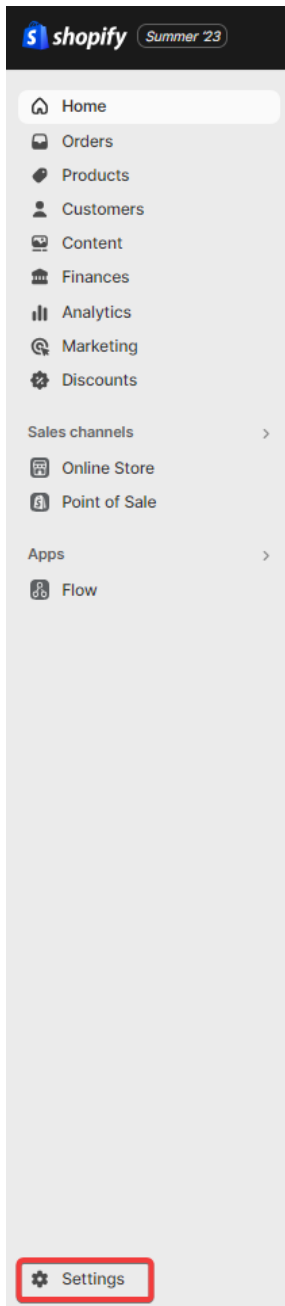 shopify Summer '23
Home
Orders
Products
Customers
Content
Finances
Analytics
Marketing
Discounts
Sales channels
Online Store
Point of Sale
Apps
Flow
Settings